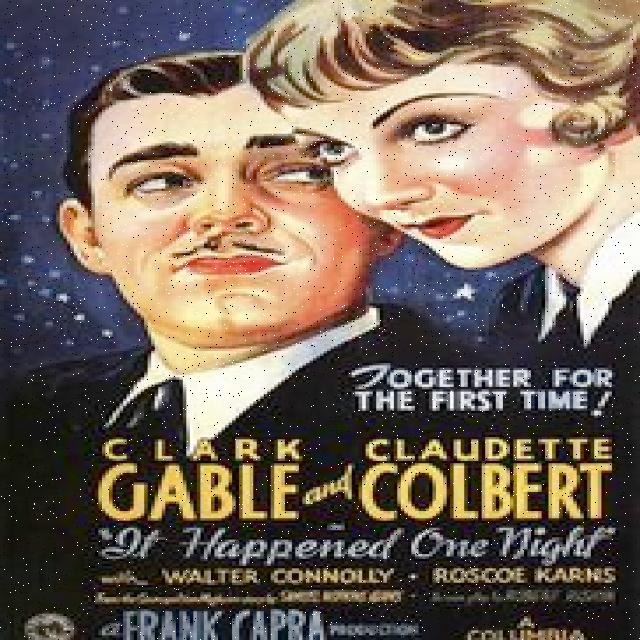 TOGETHER FOR
THE FIRST TIME!
CLARK CLAUDETTE
GABLE and COLBERT
"It Happened One Night"
with WALTER CONNOLLY · ROSCOE KARNS
A FRANK CAPRA PRODUCTION
A
COLUMBIA